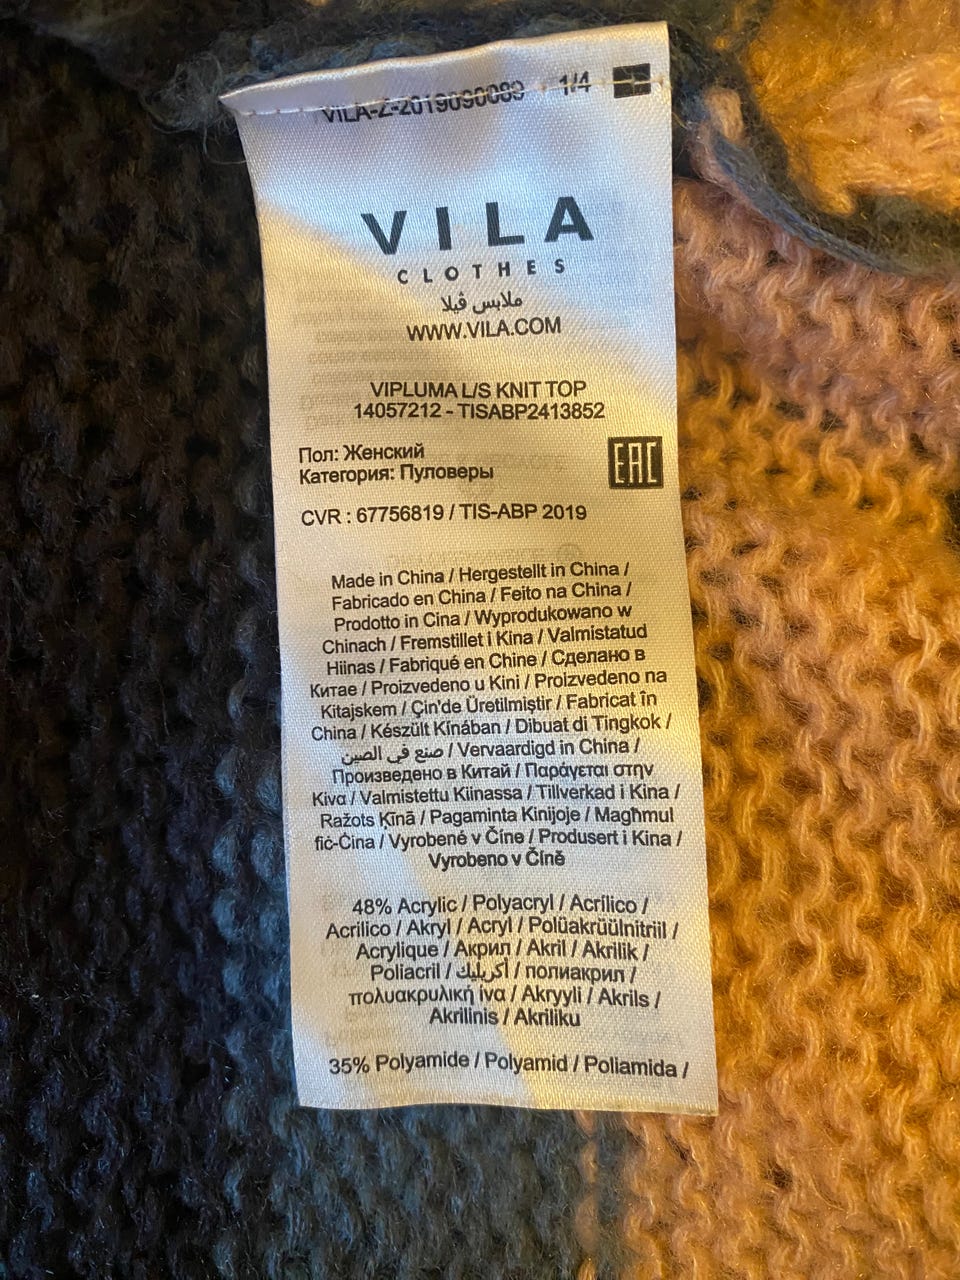 VILA-Z-2019090089 1/4
VILA
CLOTHES
ملابس ڤيلا
WWW.VILA.COM
VIPLUMA L/S KNIT TOP
14057212 - TISABP2413852
Пол: Женский
Категория: Пуловеры
EAC
CVR : 67756819 / TIS-ABP 2019
Made in China / Hergestellt in China /
Fabricado en China / Feito na China /
Prodotto in Cina / Wyprodukowano w
Chinach / Fremstillet i Kina / Valmistatud
Hiinas / Fabriqué en Chine / Сделано в
Китае / Proizvedeno u Kini / Proizvedeno na
Kitajskem / Çin'de Üretilmiştir / Fabricat în
China / Készült Kínában / Dibuat di Tingkok /
صنع في الصين / Vervaardigd in China /
Произведено в Китай / Παράγεται στην
Κίνα / Valmistettu Kiinassa / Tillverkad i Kina /
Ražots Ķīnā / Pagaminta Kinijoje / Magħmul
fiċ-Ċina / Vyrobené v Číne / Produsert i Kina /
Vyrobeno v Číně
48% Acrylic / Polyacryl / Acrílico /
Acrilico / Akryl / Acryl / Polüakrüülnitriil /
Acrylique / Акрил / Akril / Akrilik /
Poliacril / أكريليك / полиакрил /
πολυακρυλική ίνα / Akryyli / Akrils /
Akrilinis / Akriliku
35% Polyamide / Polyamid / Poliamida /